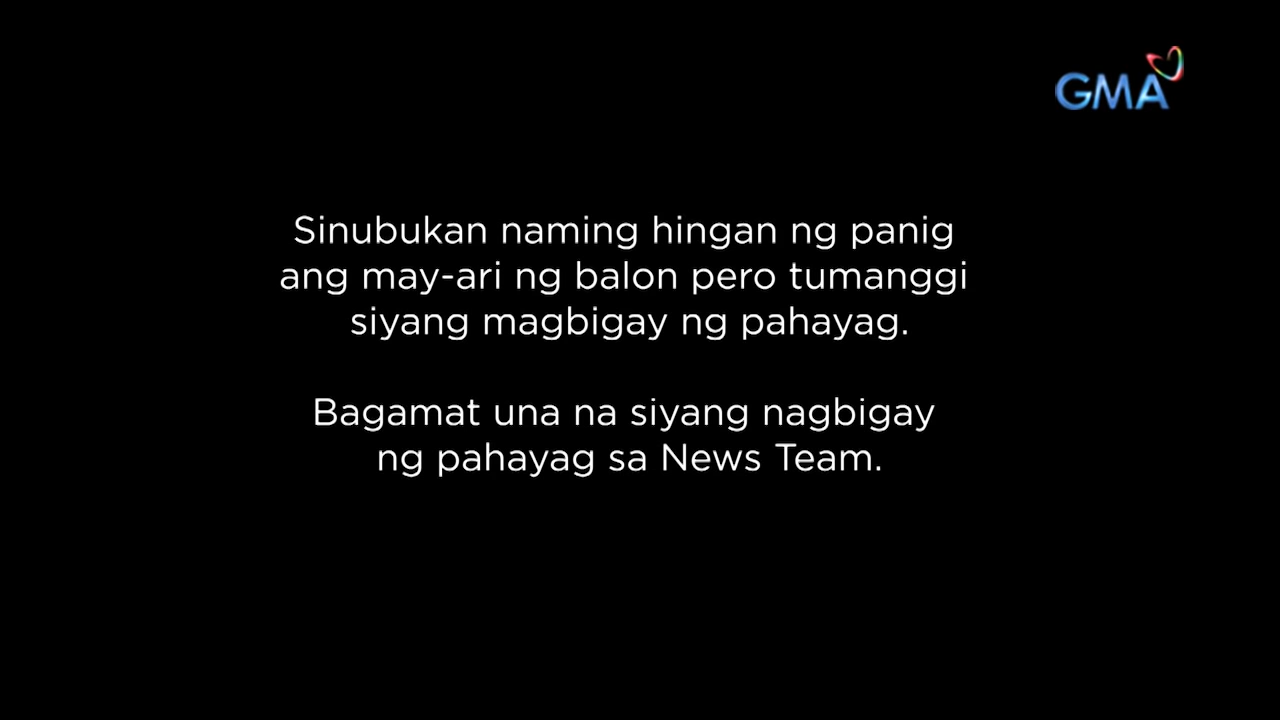 GMA
Sinubukan naming hingan ng panig
ang may-ari ng balon pero tumanggi
siyang magbigay ng pahayag.
Bagamat una na siyang nagbigay
ng pahayag sa News Team.